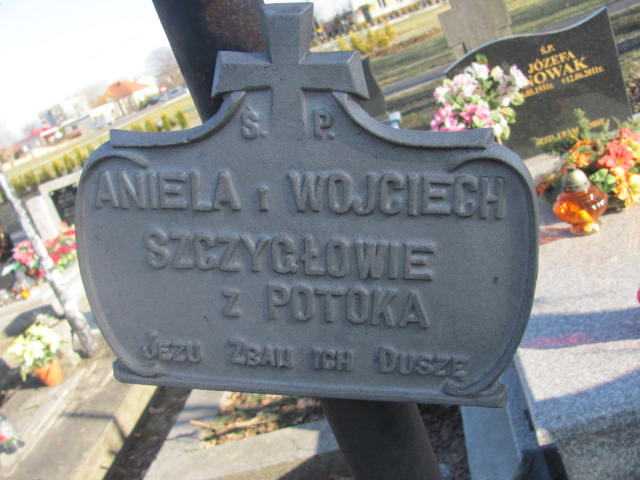 Ś. P.
ANIELA I WOJCIECH
SZCZYGŁOWIE
Z POTOKA
JEZU ZBAW ICH DUSZE
Ś.P.
JÓZEFA
NOWAK